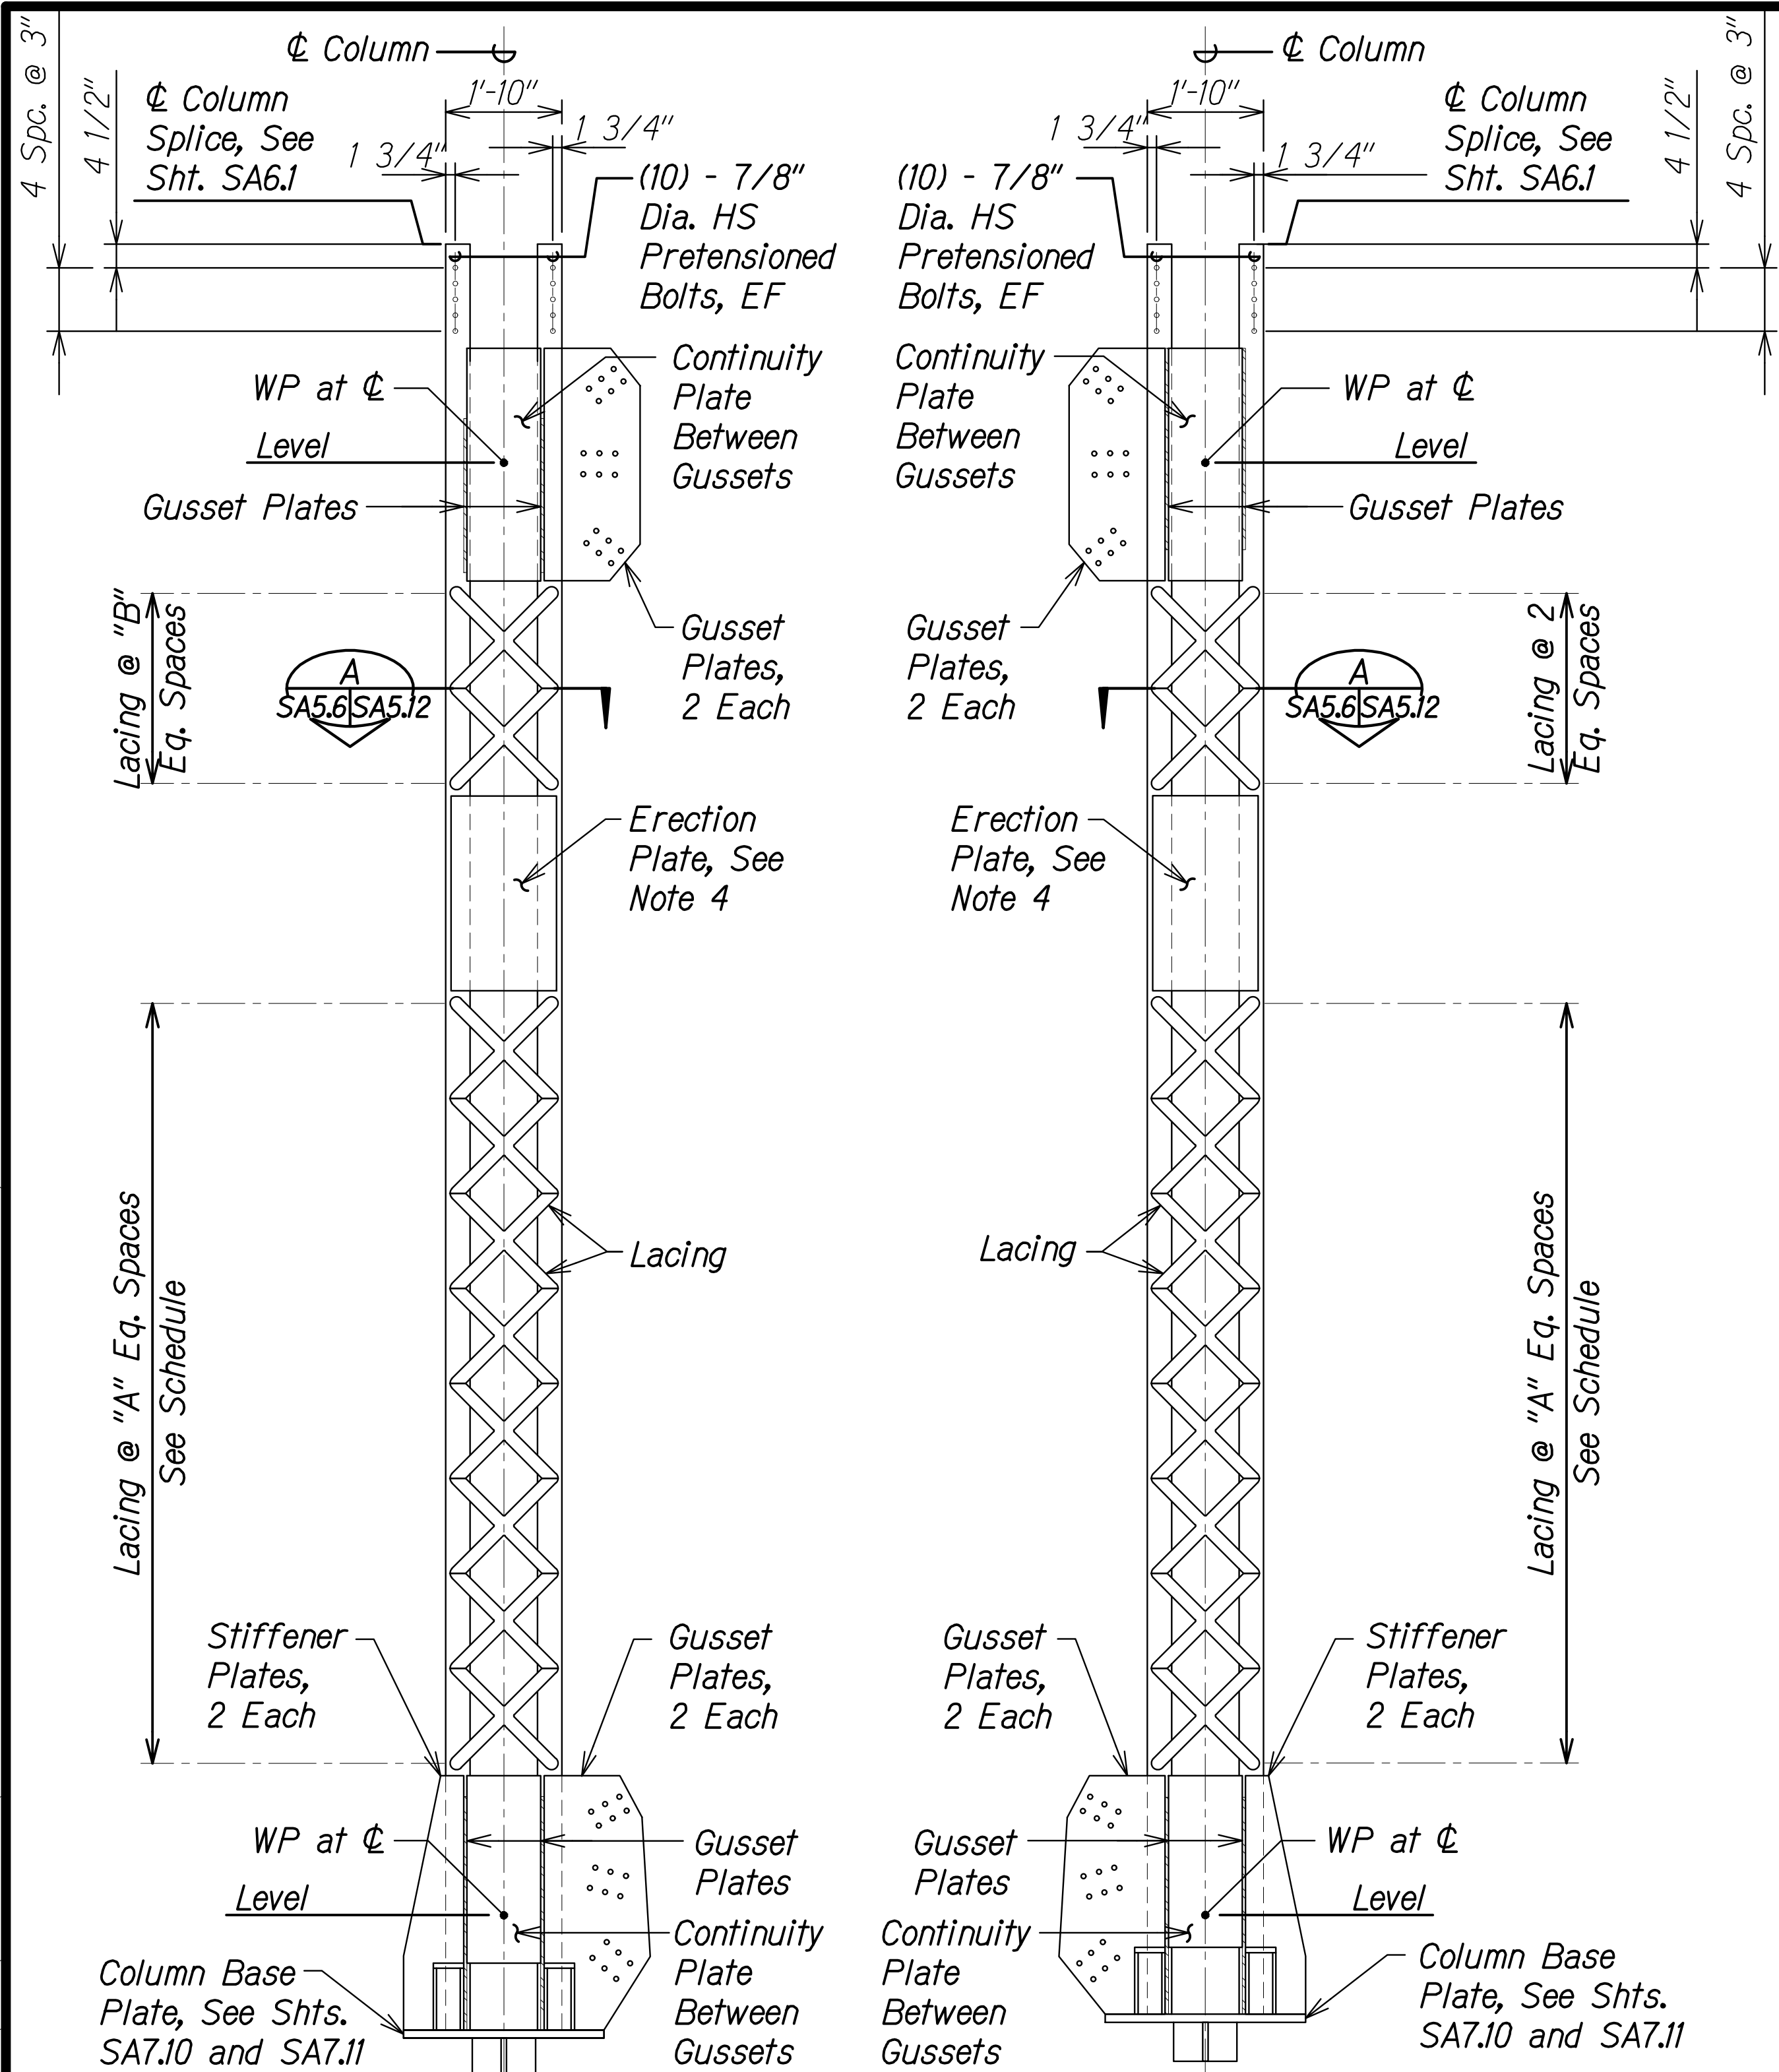 ℄ Column
4 Spc. @ 3"
4 1/2"
℄ Column
Splice, See
Sht. SA6.1
1'-10"
1 3/4"
1 3/4"
(10) - 7/8"
Dia. HS
Pretensioned
Bolts, EF
WP at ℄
Level
Gusset Plates
Continuity
Plate
Between
Gussets
Lacing @ "B"
Eq. Spaces
A
SA5.6
SA5.12
Gusset
Plates,
2 Each
Erection
Plate, See
Note 4
Lacing @ "A" Eq. Spaces
See Schedule
Lacing
Stiffener
Plates,
2 Each
Gusset
Plates,
2 Each
WP at ℄
Level
Gusset
Plates
Continuity
Plate
Between
Gussets
Column Base
Plate, See Shts.
SA7.10 and SA7.11
℄ Column
1'-10"
1 3/4"
1 3/4"
℄ Column
Splice, See
Sht. SA6.1
4 1/2"
4 Spc. @ 3"
(10) - 7/8"
Dia. HS
Pretensioned
Bolts, EF
Continuity
Plate
Between
Gussets
WP at ℄
Level
Gusset Plates
Gusset
Plates,
2 Each
A
SA5.6
SA5.12
Lacing @ 2
Eq. Spaces
Erection
Plate, See
Note 4
Lacing
Lacing @ "A" Eq. Spaces
See Schedule
Gusset
Plates,
2 Each
Stiffener
Plates,
2 Each
Gusset
Plates
WP at ℄
Level
Continuity
Plate
Between
Gussets
Column Base
Plate, See Shts.
SA7.10 and SA7.11